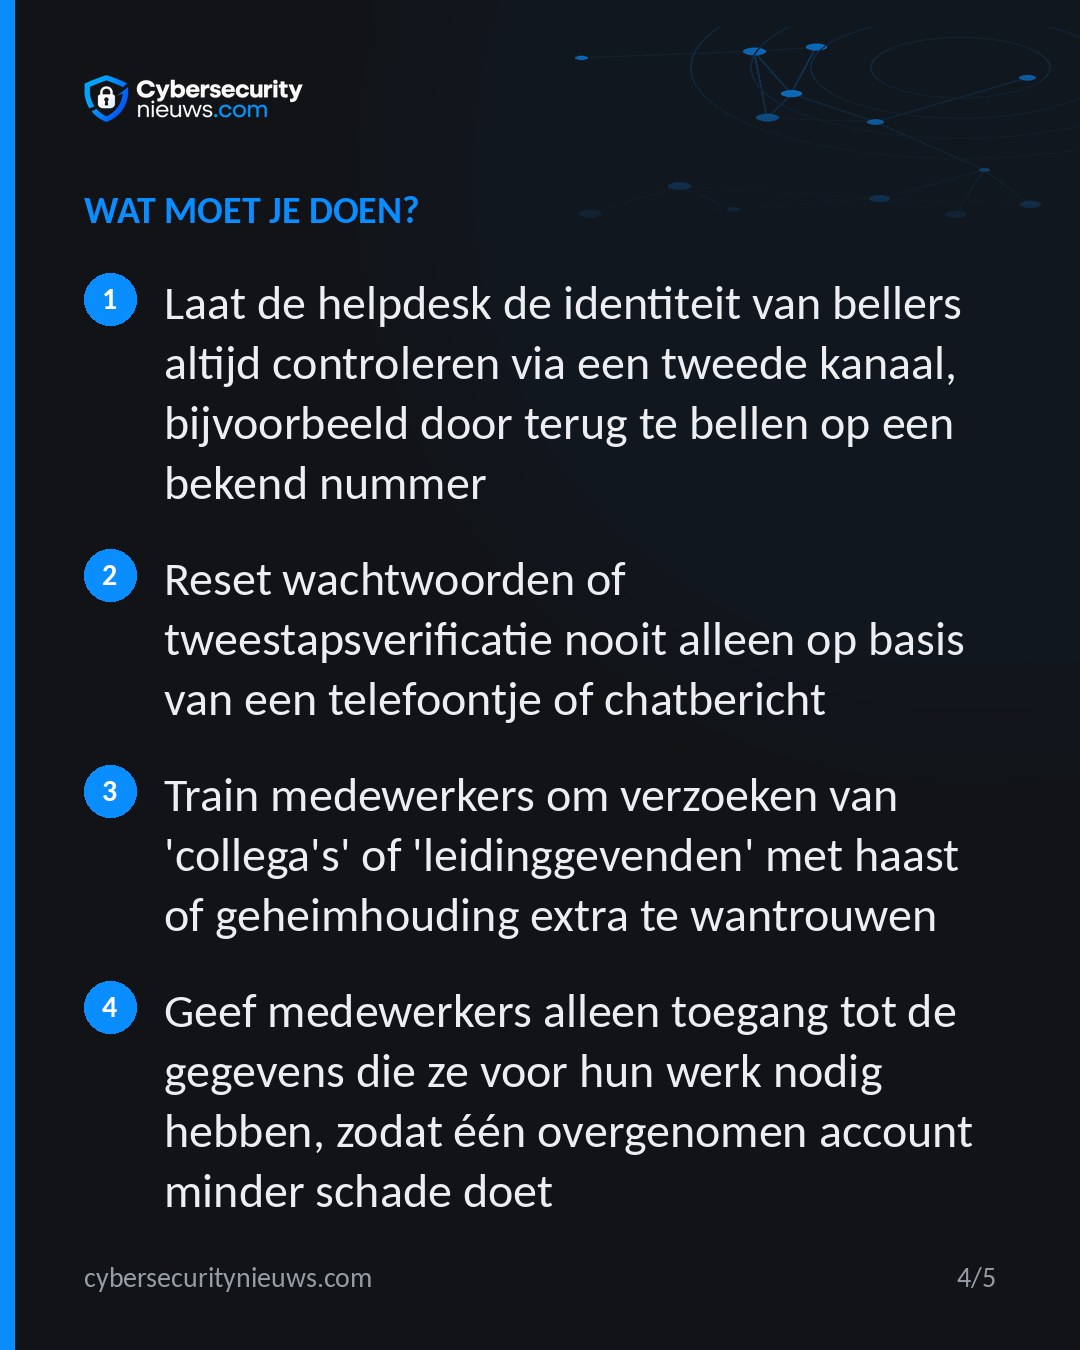 Cybersecurity
nieuws.com
WAT MOET JE DOEN?
1
Laat de helpdesk de identiteit van bellers
altijd controleren via een tweede kanaal,
bijvoorbeeld door terug te bellen op een
bekend nummer
2
Reset wachtwoorden of
tweestapsverificatie nooit alleen op basis
van een telefoontje of chatbericht
3
Train medewerkers om verzoeken van
'collega's' of 'leidinggevenden' met haast
of geheimhouding extra te wantrouwen
4
Geef medewerkers alleen toegang tot de
gegevens die ze voor hun werk nodig
hebben, zodat één overgenomen account
minder schade doet
cybersecuritynieuws.com
4/5